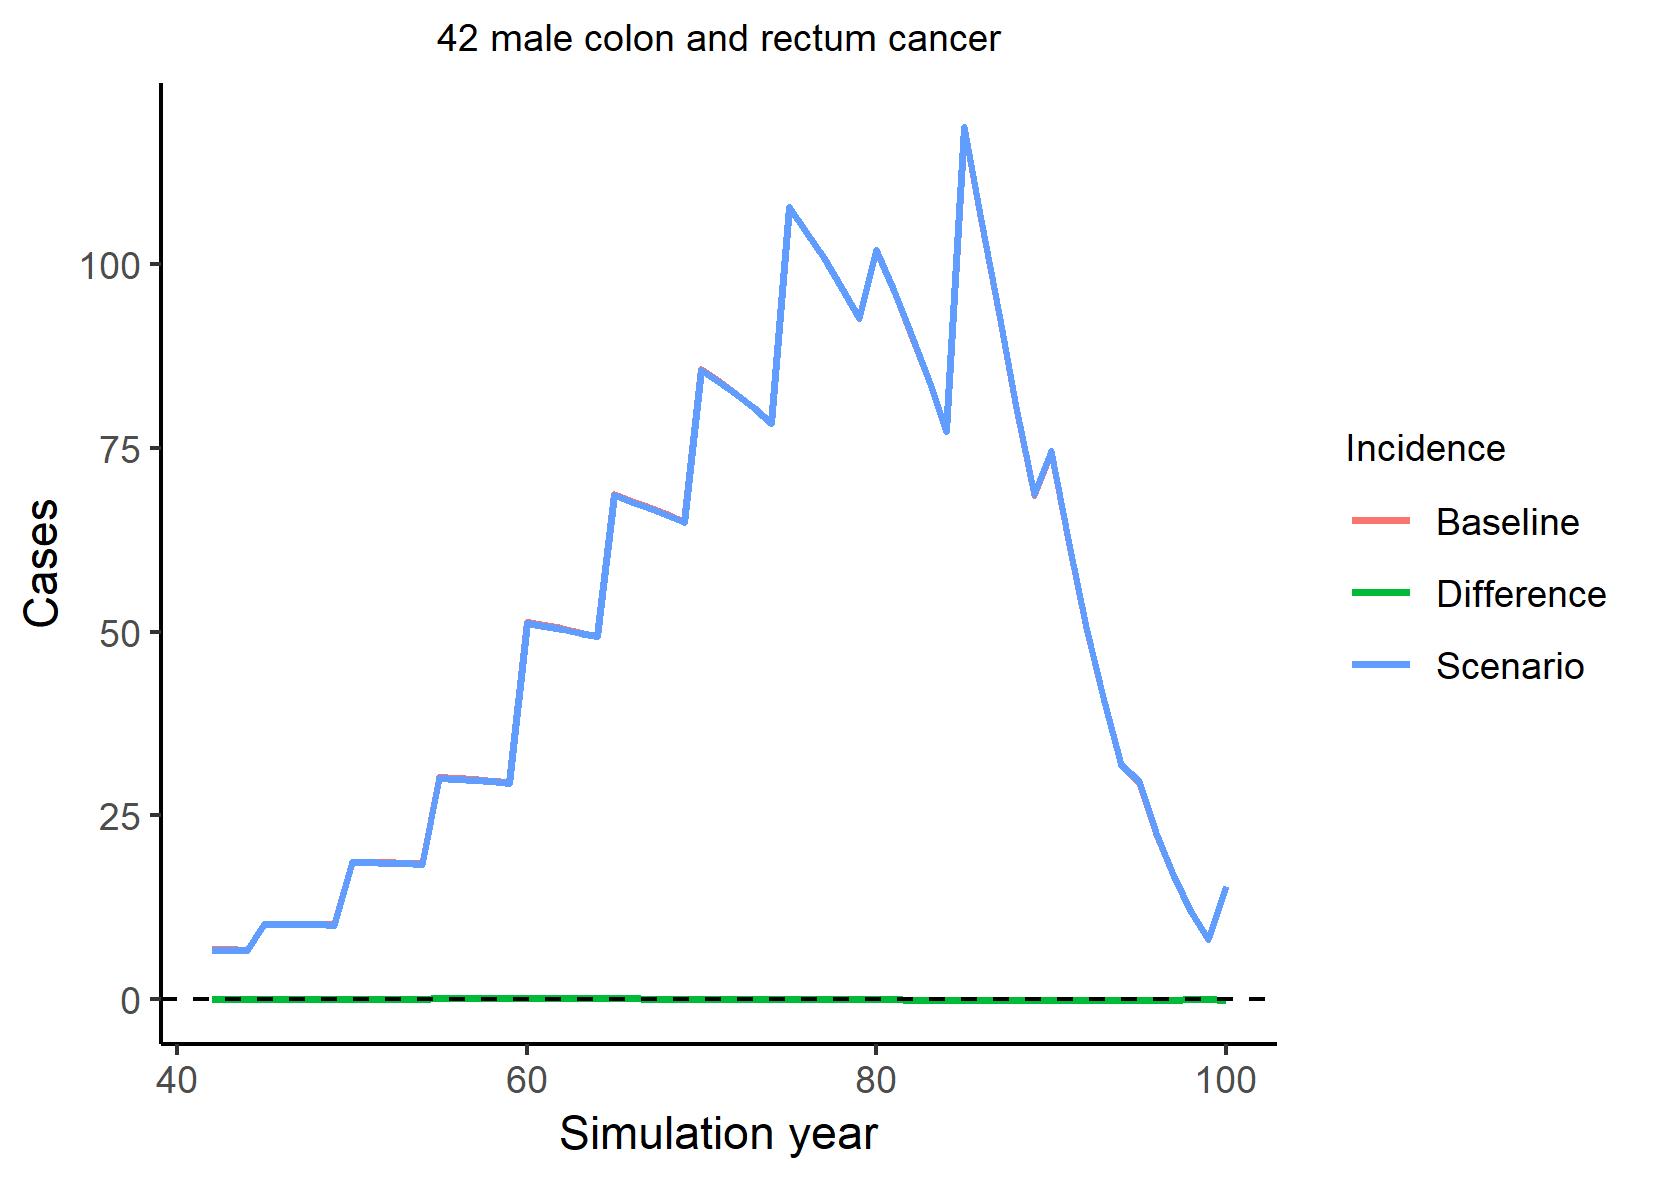 42 male colon and rectum cancer
Cases
100
75
50
25
0
40
60
80
100
Simulation year
Incidence
Baseline
Difference
Scenario